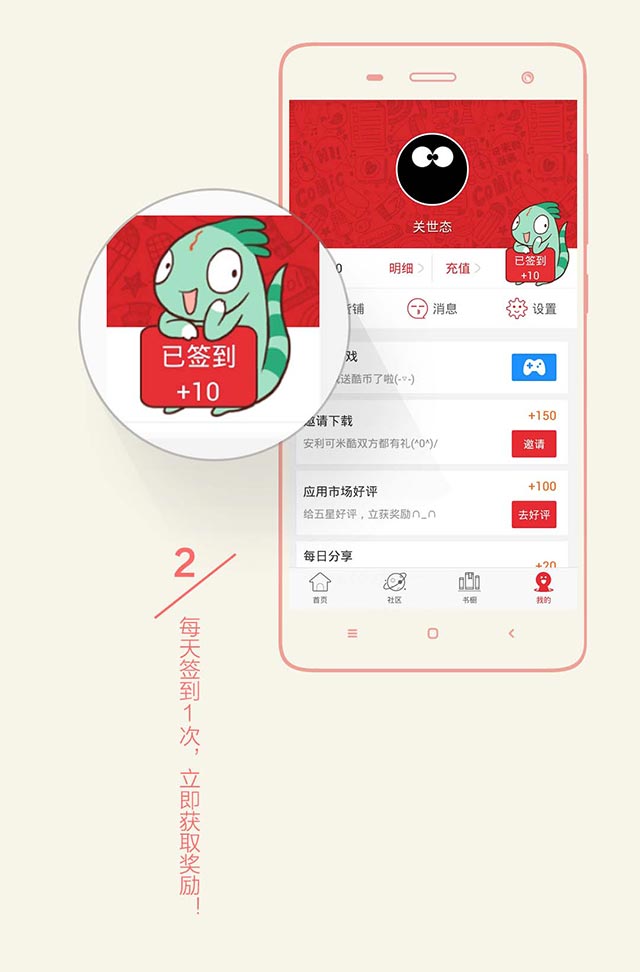 关世态
0 明细 充值
已签到
+10
货铺 消息 设置
戏
送酷币了啦(-▿-)
已签到
+10
邀请下载
+150
安利可米酷双方都有礼(^0^)/
邀请
应用市场好评
+100
给五星好评，立获奖励∩_∩
去好评
每日分享
+20
首页 社区 书橱 我的
2
每天签到1次，立即获取奖励！